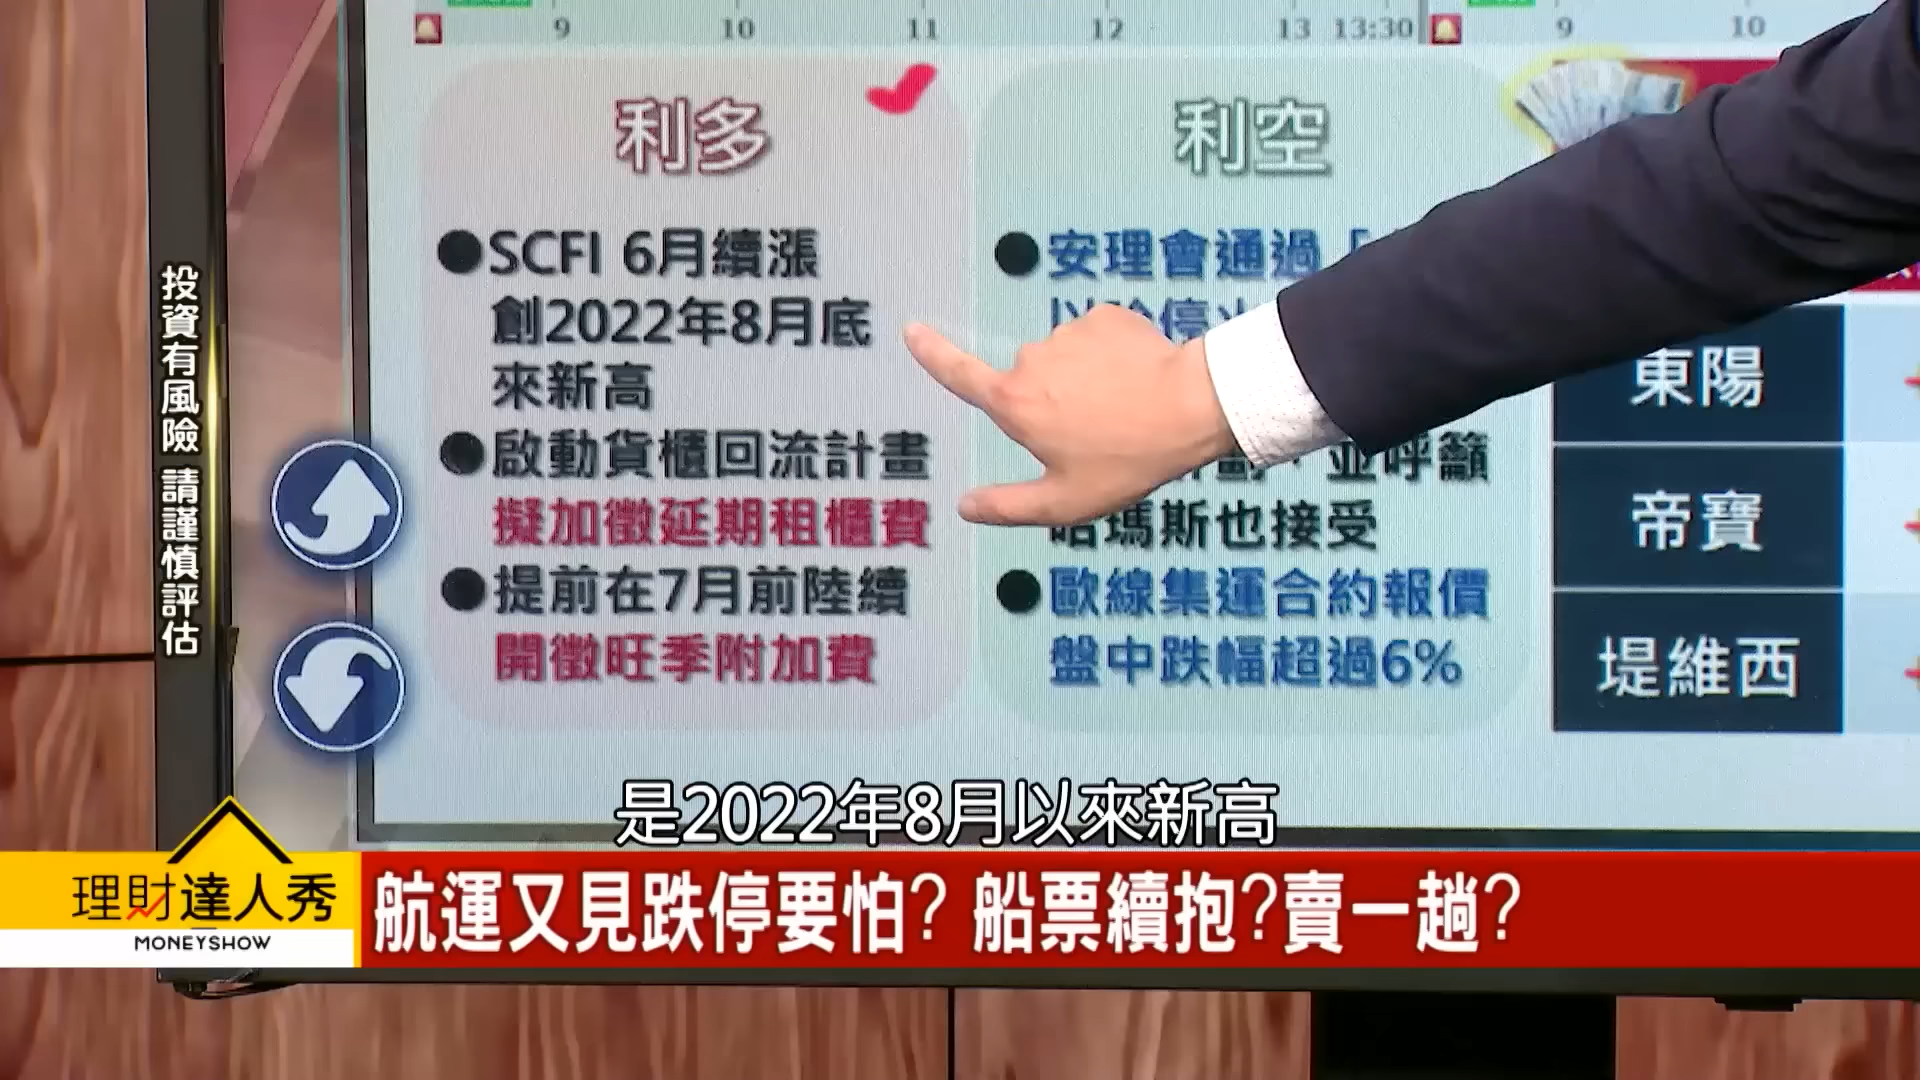 9 10 11 12 13 13:30 9 10
利多
●SCFI 6月續漲
創2022年8月底
來新高
●啟動貨櫃回流計畫
擬加徵延期租櫃費
●提前在7月前陸續
開徵旺季附加費
利空
●安理會通過「
停火
並呼籲
哈瑪斯也接受
●歐線集運合約報價
盤中跌幅超過6%
東陽
帝寶
堤維西
投資有風險 請謹慎評估
是2022年8月以來新高
理財達人秀
MONEYSHOW
航運又見跌停要怕? 船票續抱?賣一趟?